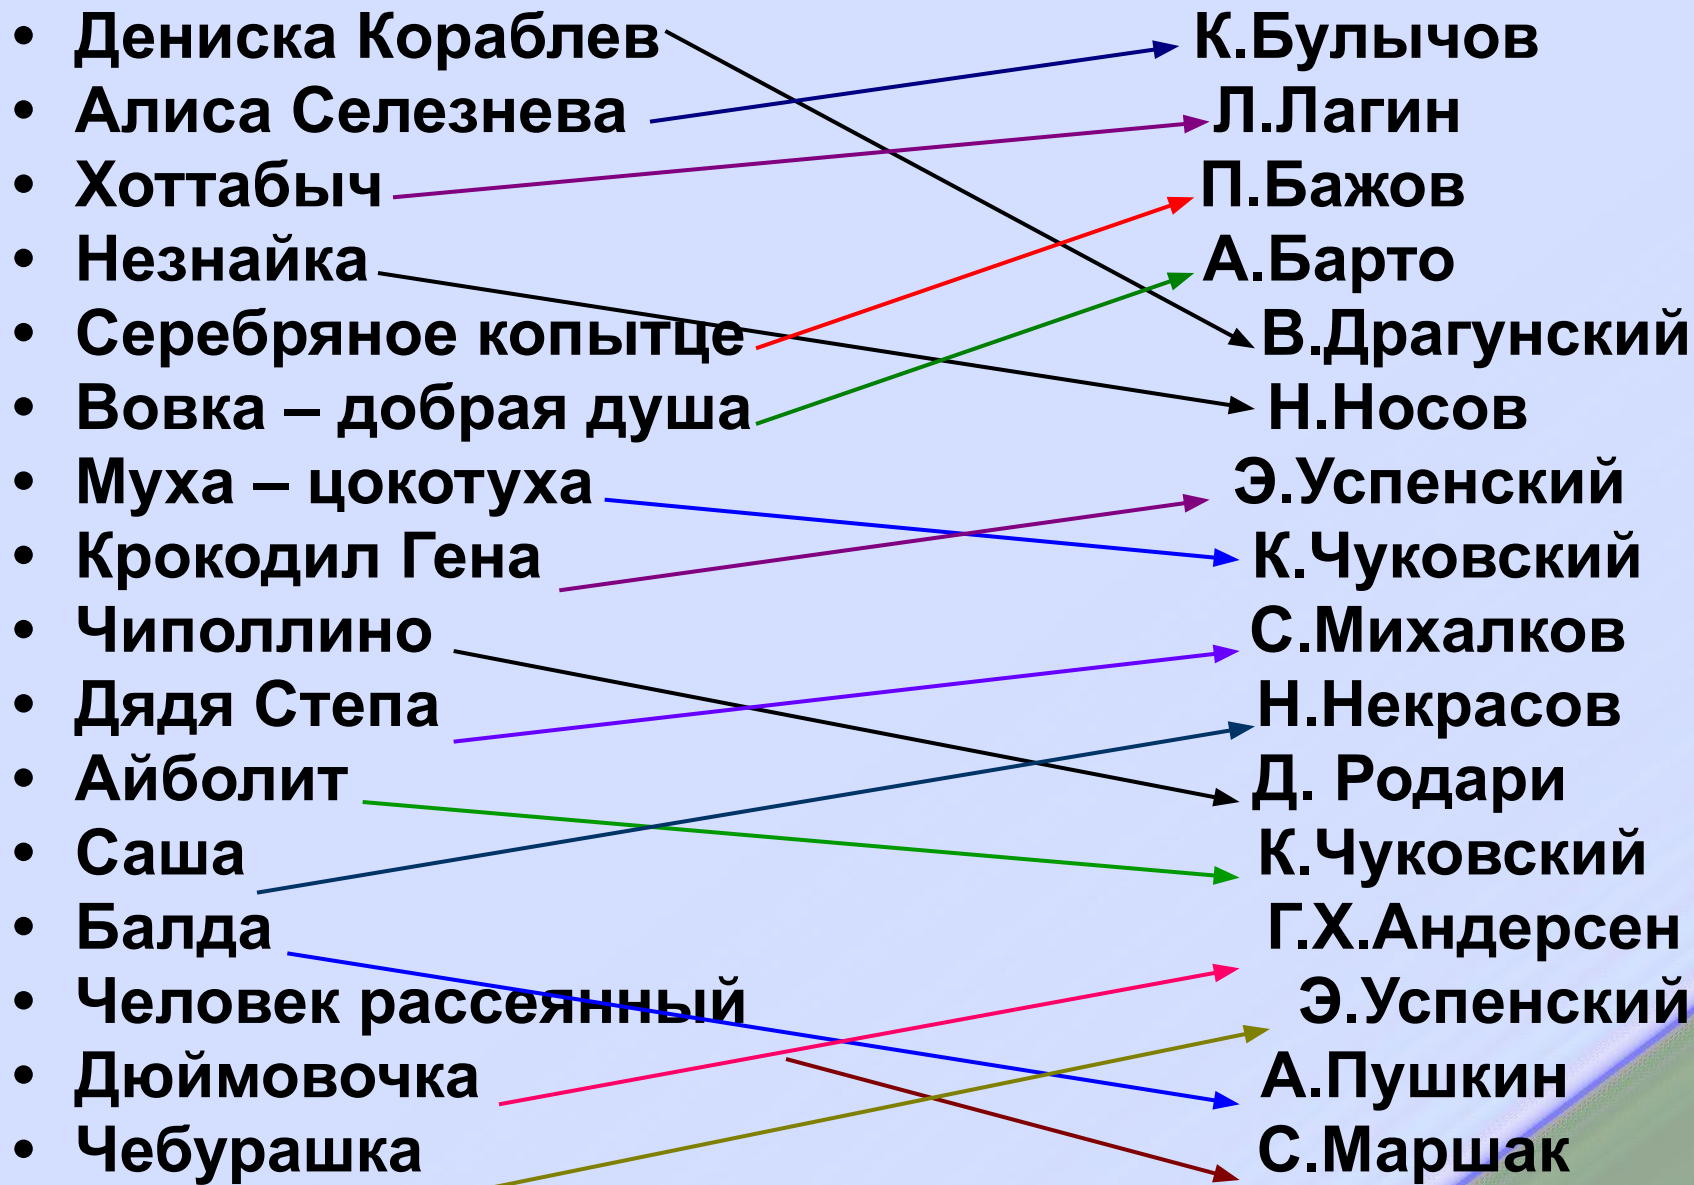 • Дениска Кораблев К.Булычов
• Алиса Селезнева Л.Лагин
• Хоттабыч П.Бажов
• Незнайка А.Барто
• Серебряное копытце В.Драгунский
• Вовка – добрая душа Н.Носов
• Муха – цокотуха Э.Успенский
• Крокодил Гена К.Чуковский
• Чиполлино С.Михалков
• Дядя Степа Н.Некрасов
• Айболит Д. Родари
• Саша К.Чуковский
• Балда Г.Х.Андерсен
• Человек рассеянный Э.Успенский
• Дюймовочка А.Пушкин
• Чебурашка С.Маршак